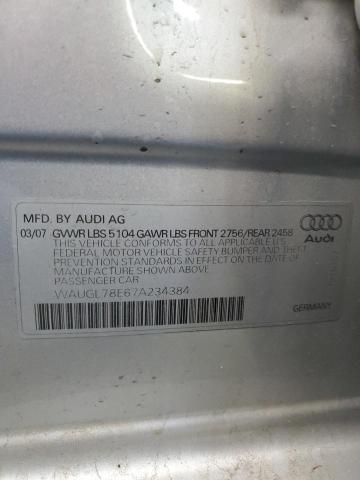 MFD. BY AUDI AG
03/07 GVWR LBS 5104 GAWR LBS FRONT 2756/REAR 2458
THIS VEHICLE CONFORMS TO ALL APPLICABLE U.S
FEDERAL MOTOR VEHICLE SAFETY BUMPER AND THEFT-
PREVENTION STANDARDS IN EFFECT ON THE DATE OF
MANUFACTURE SHOWN ABOVE.
PASSENGER CAR
Audi
WAUGL78E67A234384
GERMANY